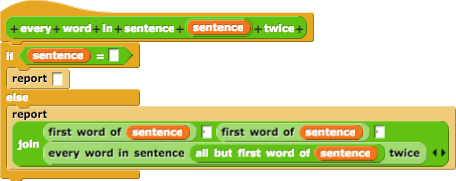 + every + word + in + sentence + sentence + twice +
if sentence =
report
else
report
join first word of sentence first word of sentence
every word in sentence all but first word of sentence twice